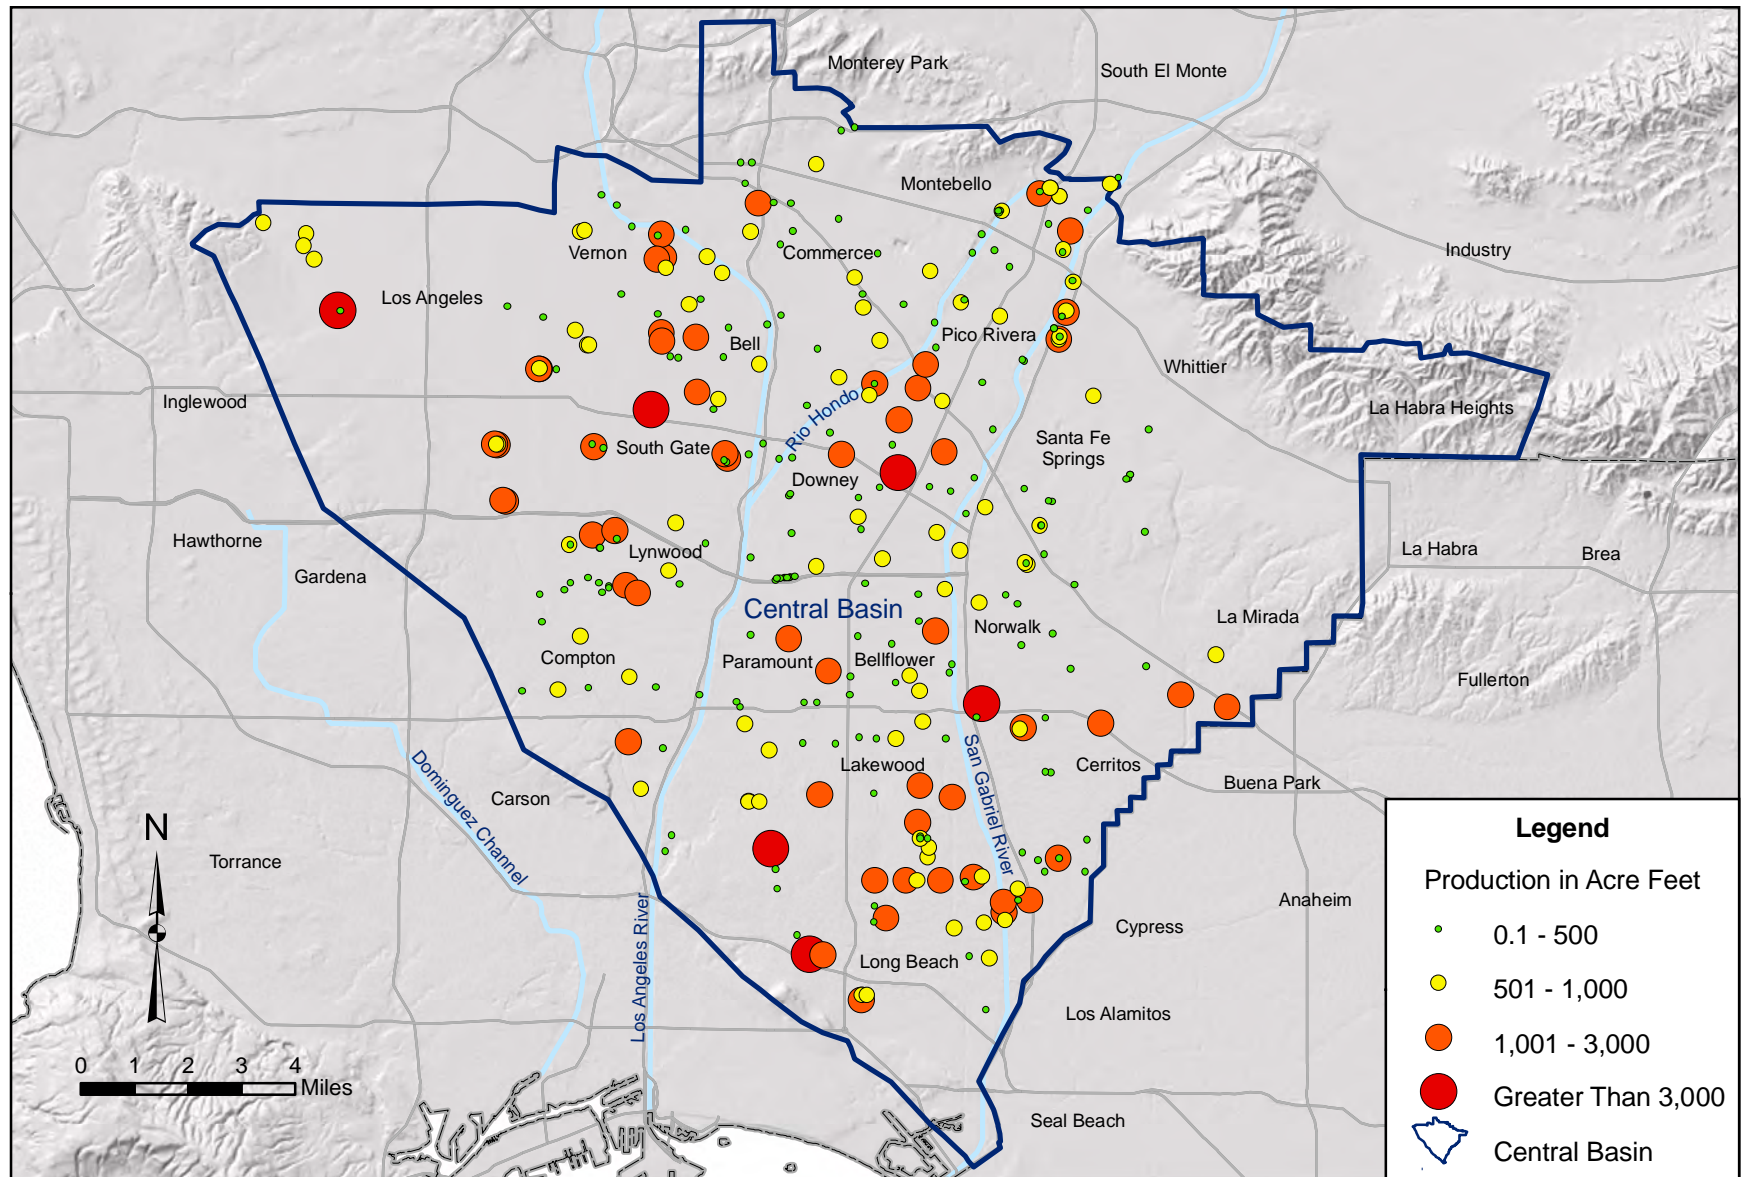 Monterey Park
South El Monte
Montebello
Vernon
Commerce
Industry
Los Angeles
Bell
Pico Rivera
Whittier
Inglewood
Rio Hondo
La Habra Heights
South Gate
Santa Fe
Springs
Downey
Hawthorne
Lynwood
La Habra
Brea
Gardena
Central Basin
La Mirada
Norwalk
Compton
Paramount
Bellflower
Fullerton
Dominguez Channel
San Gabriel River
Lakewood
Cerritos
Buena Park
Carson
N
Torrance
Los Angeles River
Anaheim
Cypress
Long Beach
Los Alamitos
Seal Beach
0 1 2 3 4
Miles
Legend
Production in Acre Feet
0.1 - 500
501 - 1,000
1,001 - 3,000
Greater Than 3,000
Central Basin